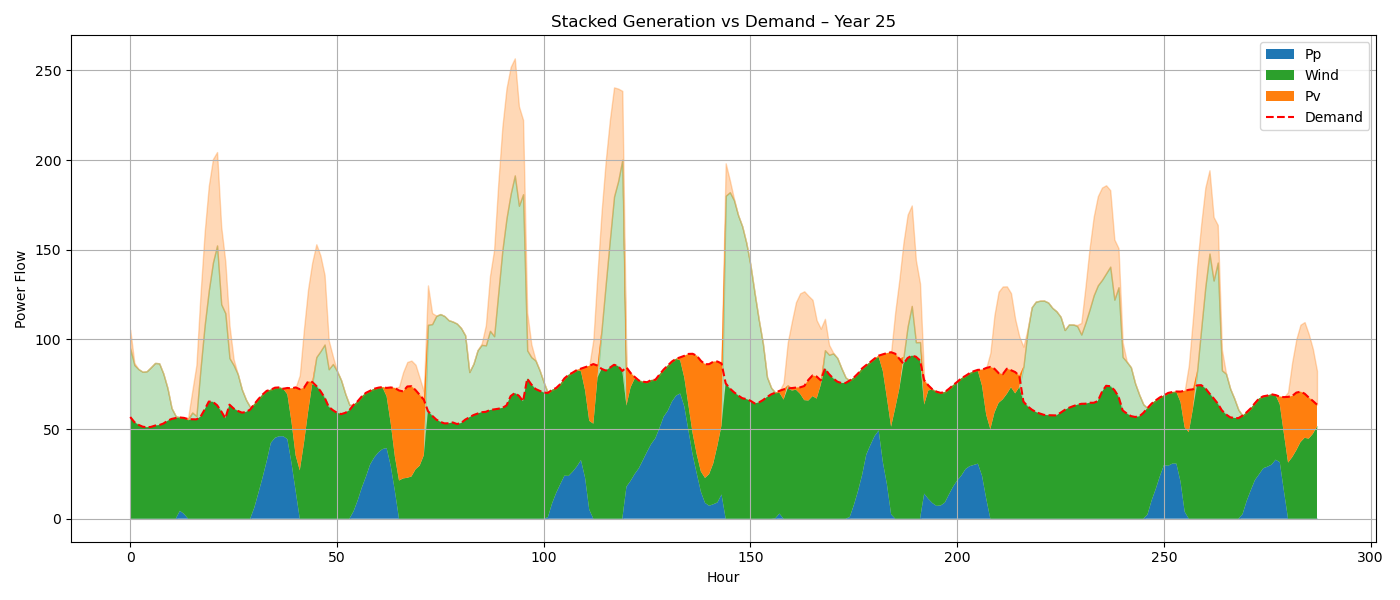 Stacked Generation vs Demand – Year 25
Power Flow
250
200
150
100
50
0
0 50 100 150 200 250 300
Hour
Pp
Wind
Pv
Demand